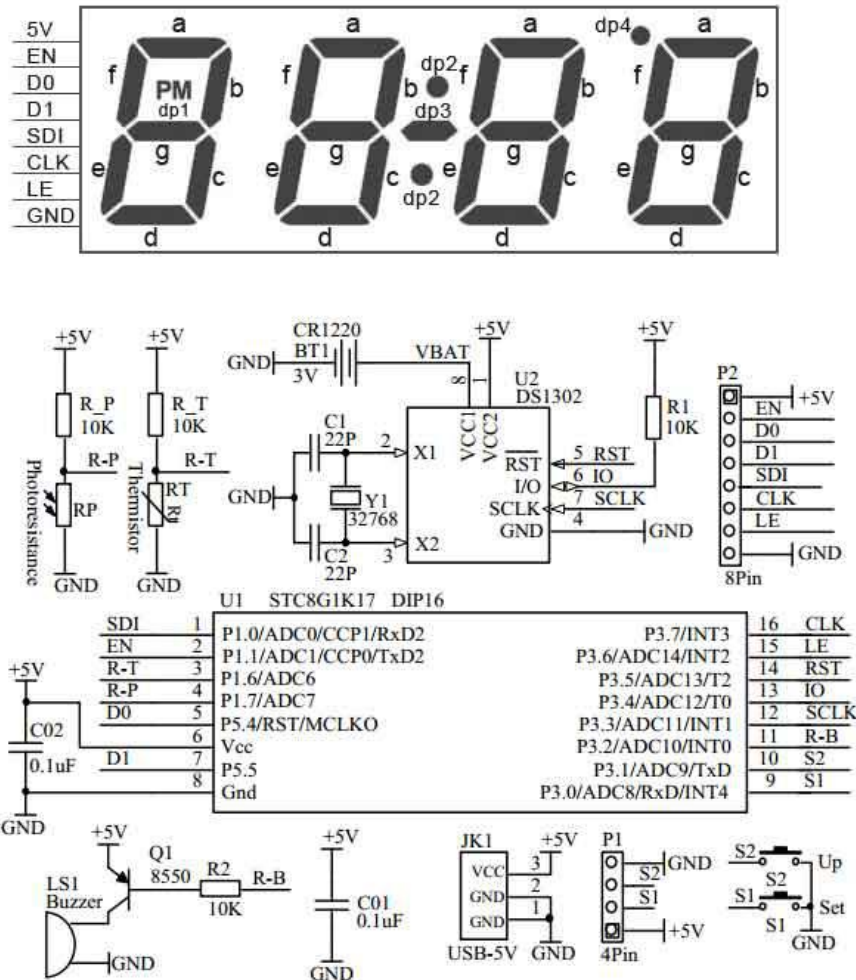 5V
EN
D0
D1
SDI
CLK
LE
GND
a
f
PM
dp1
b
g
e
c
d
a
f
b
g
e
c
d
dp2
dp3
dp2
a
f
b
g
e
c
d
dp4
a
f
b
g
e
c
d
+5V
R_P
10K
R-P
RP
Photoresistance
GND
+5V
R_T
10K
R-T
RT
Thermistor
Rt
GND
CR1220
GND
BT1
3V
VBAT
+5V
8
1
U2
DS1302
VCC1
VCC2
C1
22P
2
X1
GND
Y1
32768
C2
22P
3
X2
RST
5
RST
I/O
6
IO
SCLK
7
SCLK
GND
4
GND
+5V
R1
10K
P2
+5V
EN
D0
D1
SDI
CLK
LE
GND
8Pin
U1 STC8G1K17 DIP16
SDI 1 P1.0/ADC0/CCP1/RxD2
EN 2 P1.1/ADC1/CCP0/TxD2
R-T 3 P1.6/ADC6
R-P 4 P1.7/ADC7
D0 5 P5.4/RST/MCLKO
6 Vcc
D1 7 P5.5
8 Gnd
P3.7/INT3 16 CLK
P3.6/ADC14/INT2 15 LE
P3.5/ADC13/T2 14 RST
P3.4/ADC12/T0 13 IO
P3.3/ADC11/INT1 12 SCLK
P3.2/ADC10/INT0 11 R-B
P3.1/ADC9/TxD 10 S2
P3.0/ADC8/RxD/INT4 9 S1
+5V
C02
0.1uF
GND
+5V
Q1
8550
R2
10K
R-B
LS1
Buzzer
GND
+5V
C01
0.1uF
GND
JK1
+5V
VCC 3
GND 2
GND 1
USB-5V
GND
P1
GND
S2
S1
+5V
4Pin
S2
Up
S2
S1
Set
S1
GND